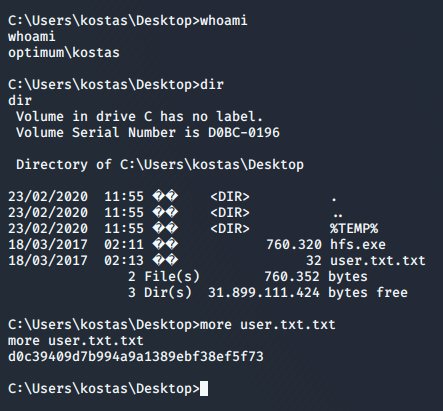 C:\Users\kostas\Desktop>whoami
whoami
optimum\kostas
C:\Users\kostas\Desktop>dir
dir
 Volume in drive C has no label.
 Volume Serial Number is D0BC-0196
 Directory of C:\Users\kostas\Desktop
23/02/2020  11:55 ��    <DIR>          .
23/02/2020  11:55 ��    <DIR>          ..
23/02/2020  11:55 ��    <DIR>          %TEMP%
18/03/2017  02:11 ��           760.320 hfs.exe
18/03/2017  02:13 ��                32 user.txt.txt
               2 File(s)        760.352 bytes
               3 Dir(s)  31.899.111.424 bytes free
C:\Users\kostas\Desktop>more user.txt.txt
more user.txt.txt
d0c39409d7b994a9a1389ebf38ef5f73
C:\Users\kostas\Desktop>